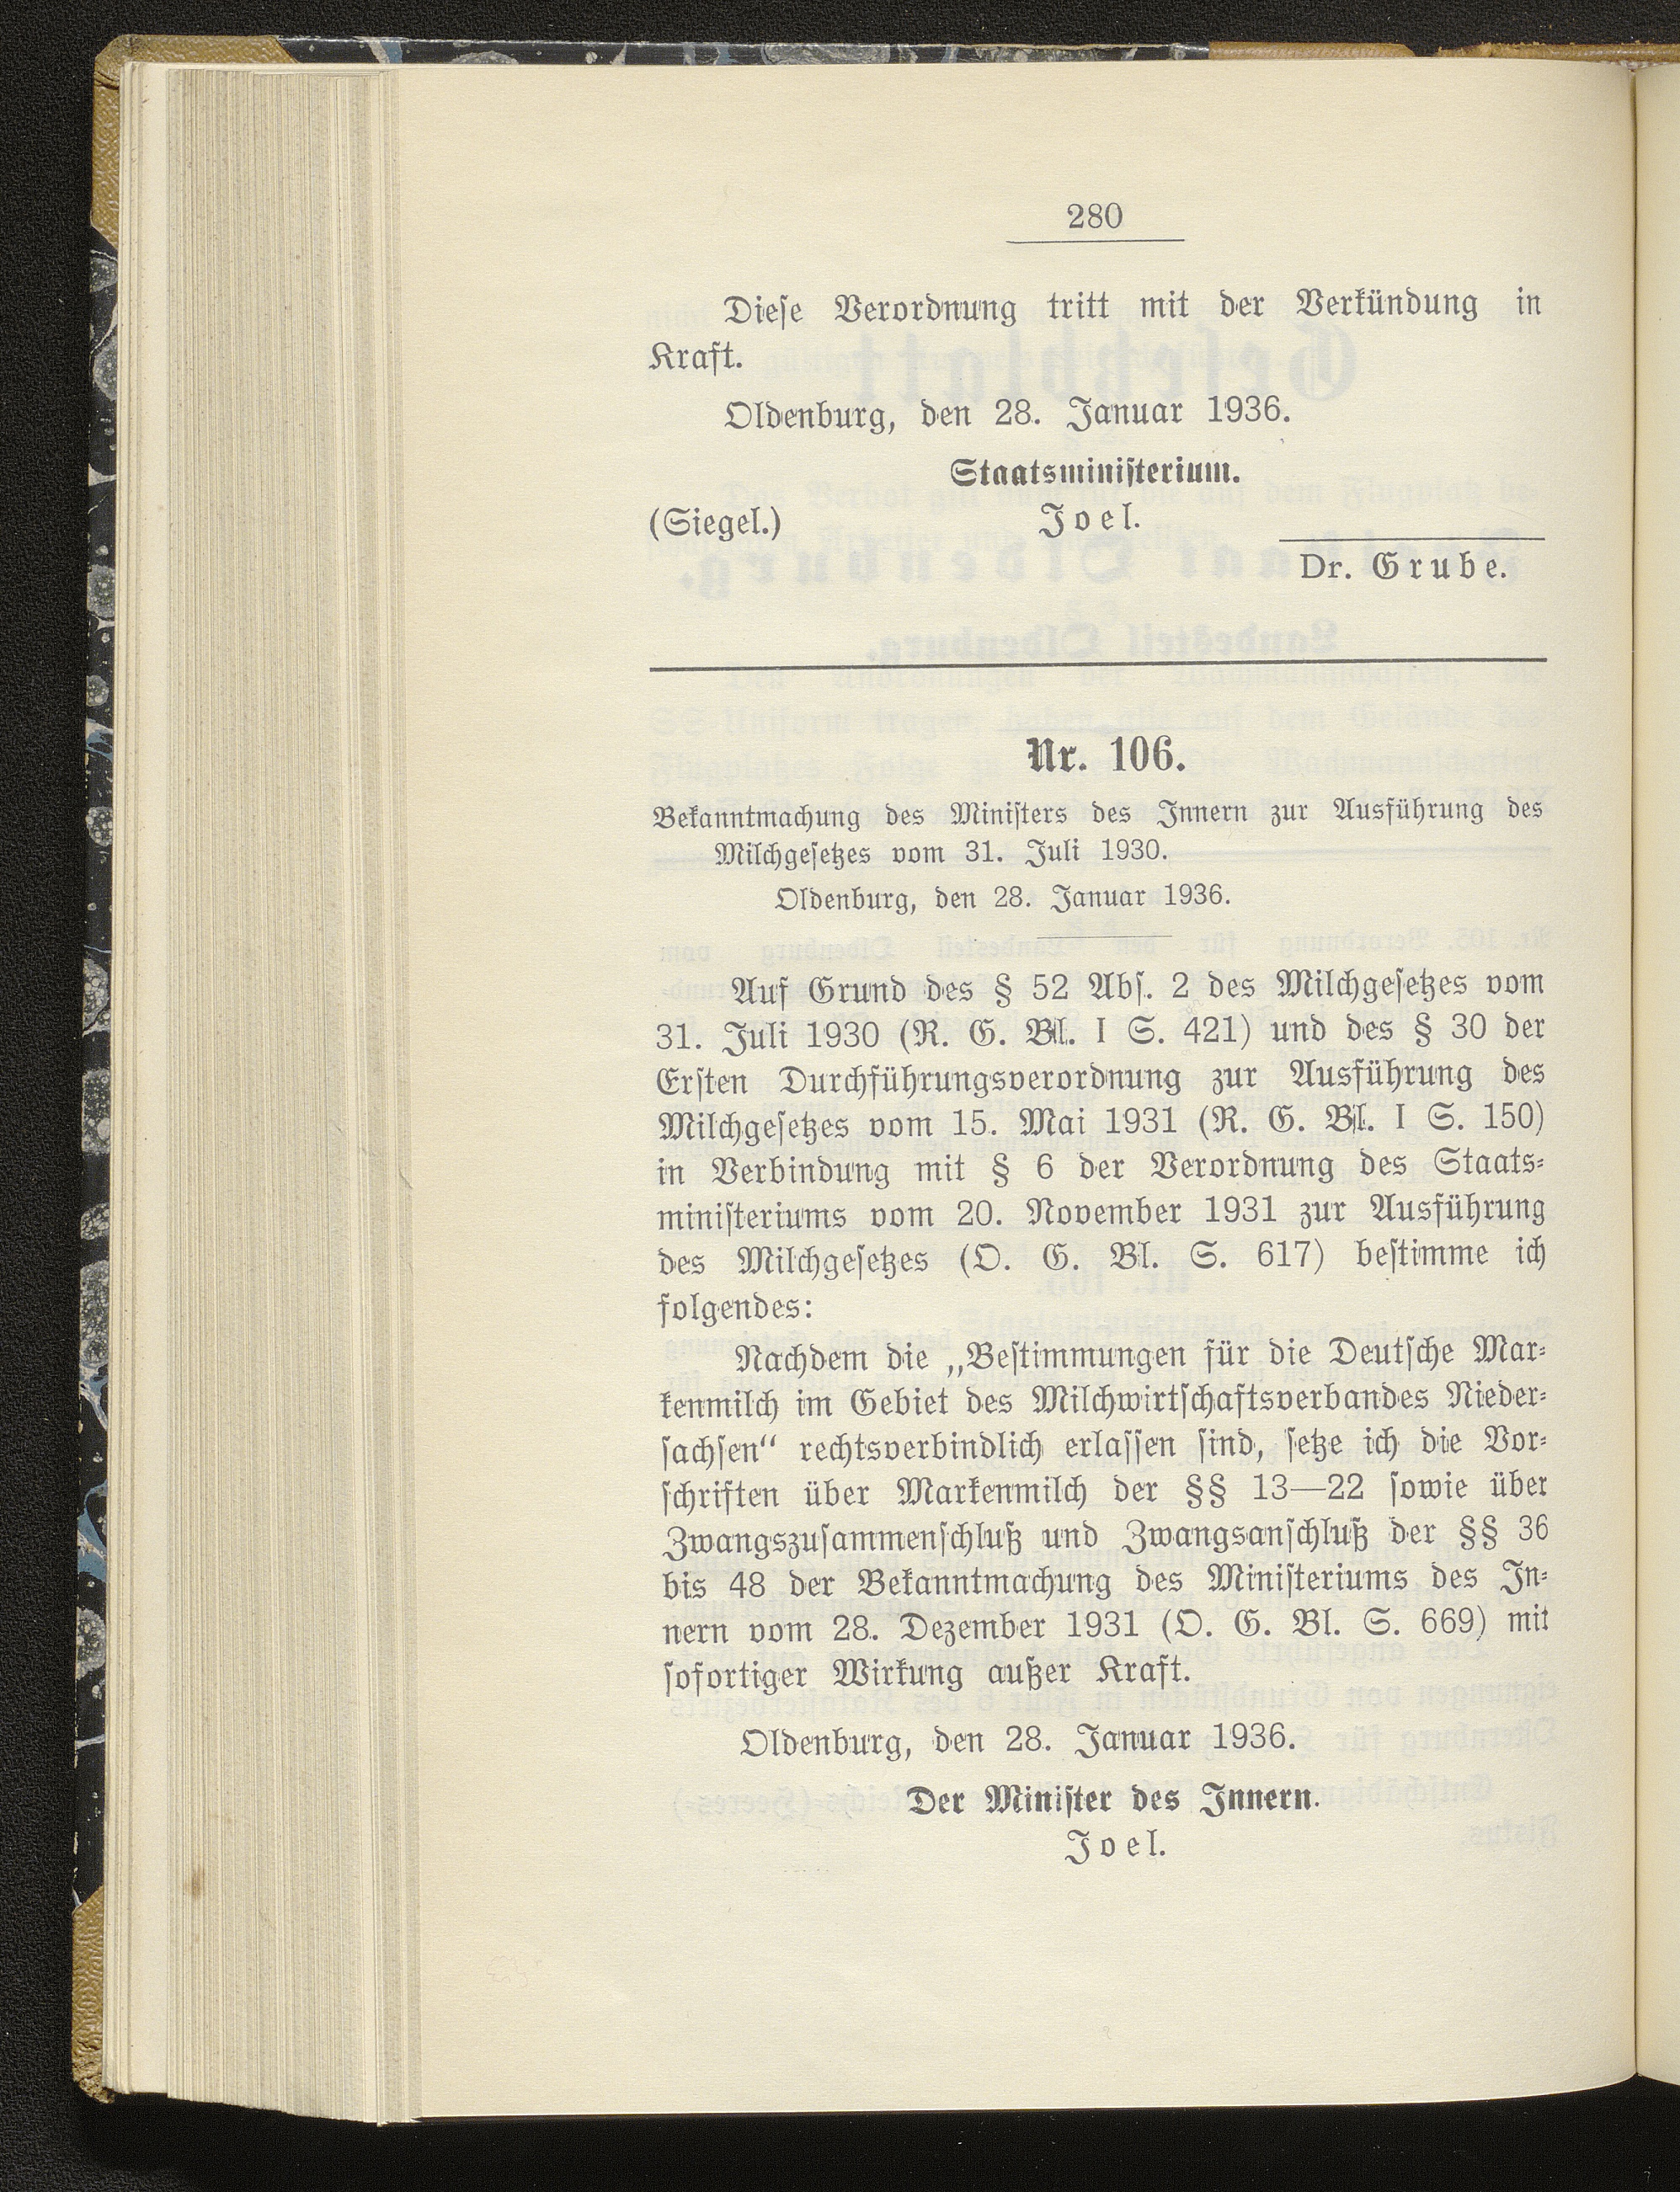 280
Diese Verordnung tritt mit der Verkündung in
Kraft.
Oldenburg, den 28. Januar 1936.
Staatsministerium.
(Siegel.) Joel.
Dr. Grube.
Nr. 106.
Bekanntmachung des Ministers des Innern zur Ausführung des
Milchgesetzes vom 31. Juli 1930.
Oldenburg, den 28. Januar 1936.
Auf Grund des § 52 Abs. 2 des Milchgesetzes vom
31. Juli 1930 (R. G. Bl. I S. 421) und des § 30 der
Ersten Durchführungsverordnung zur Ausführung des
Milchgesetzes vom 15. Mai 1931 (R. G. Bl. I S. 150)
in Verbindung mit § 6 der Verordnung des Staats-
ministeriums vom 20. November 1931 zur Ausführung
des Milchgesetzes (O. G. Bl. S. 617) bestimme ich
folgendes:
Nachdem die „Bestimmungen für die Deutsche Mar-
kenmilch im Gebiet des Milchwirtschaftsverbandes Nieder-
sachsen“ rechtsverbindlich erlassen sind, setze ich die Vor-
schriften über Markenmilch der §§ 13—22 sowie über
Zwangszusammenschluß und Zwangsanschluß der §§ 36
bis 48 der Bekanntmachung des Ministeriums des In-
nern vom 28. Dezember 1931 (O. G. Bl. S. 669) mit
sofortiger Wirkung außer Kraft.
Oldenburg, den 28. Januar 1936.
Der Minister des Innern.
Joel.